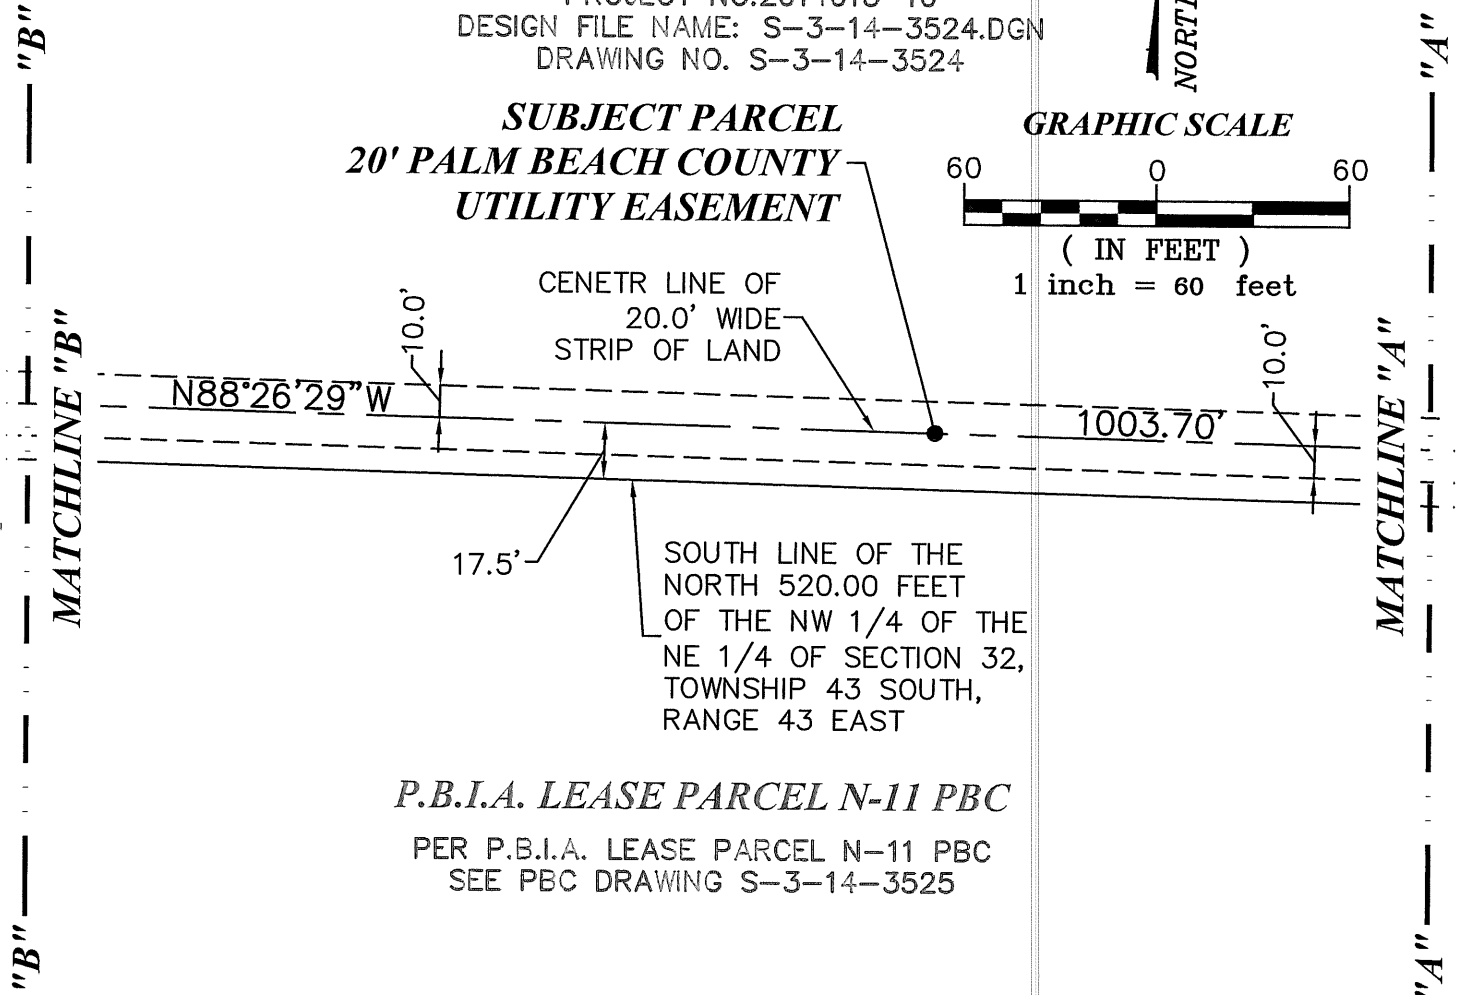 DESIGN FILE NAME: S-3-14-3524.DGN
DRAWING NO. S-3-14-3524
"B"
"A"
SUBJECT PARCEL
20' PALM BEACH COUNTY
UTILITY EASEMENT
GRAPHIC SCALE
60 0 60
( IN FEET )
1 inch = 60 feet
CENETR LINE OF
20.0' WIDE
STRIP OF LAND
10.0'
10.0'
MATCHLINE "B"
N88°26'29"W
1003.70'
MATCHLINE "A"
17.5'
SOUTH LINE OF THE
NORTH 520.00 FEET
OF THE NW 1/4 OF THE
NE 1/4 OF SECTION 32,
TOWNSHIP 43 SOUTH,
RANGE 43 EAST
P.B.I.A. LEASE PARCEL N-11 PBC
PER P.B.I.A. LEASE PARCEL N-11 PBC
SEE PBC DRAWING S-3-14-3525
"B"
"A"